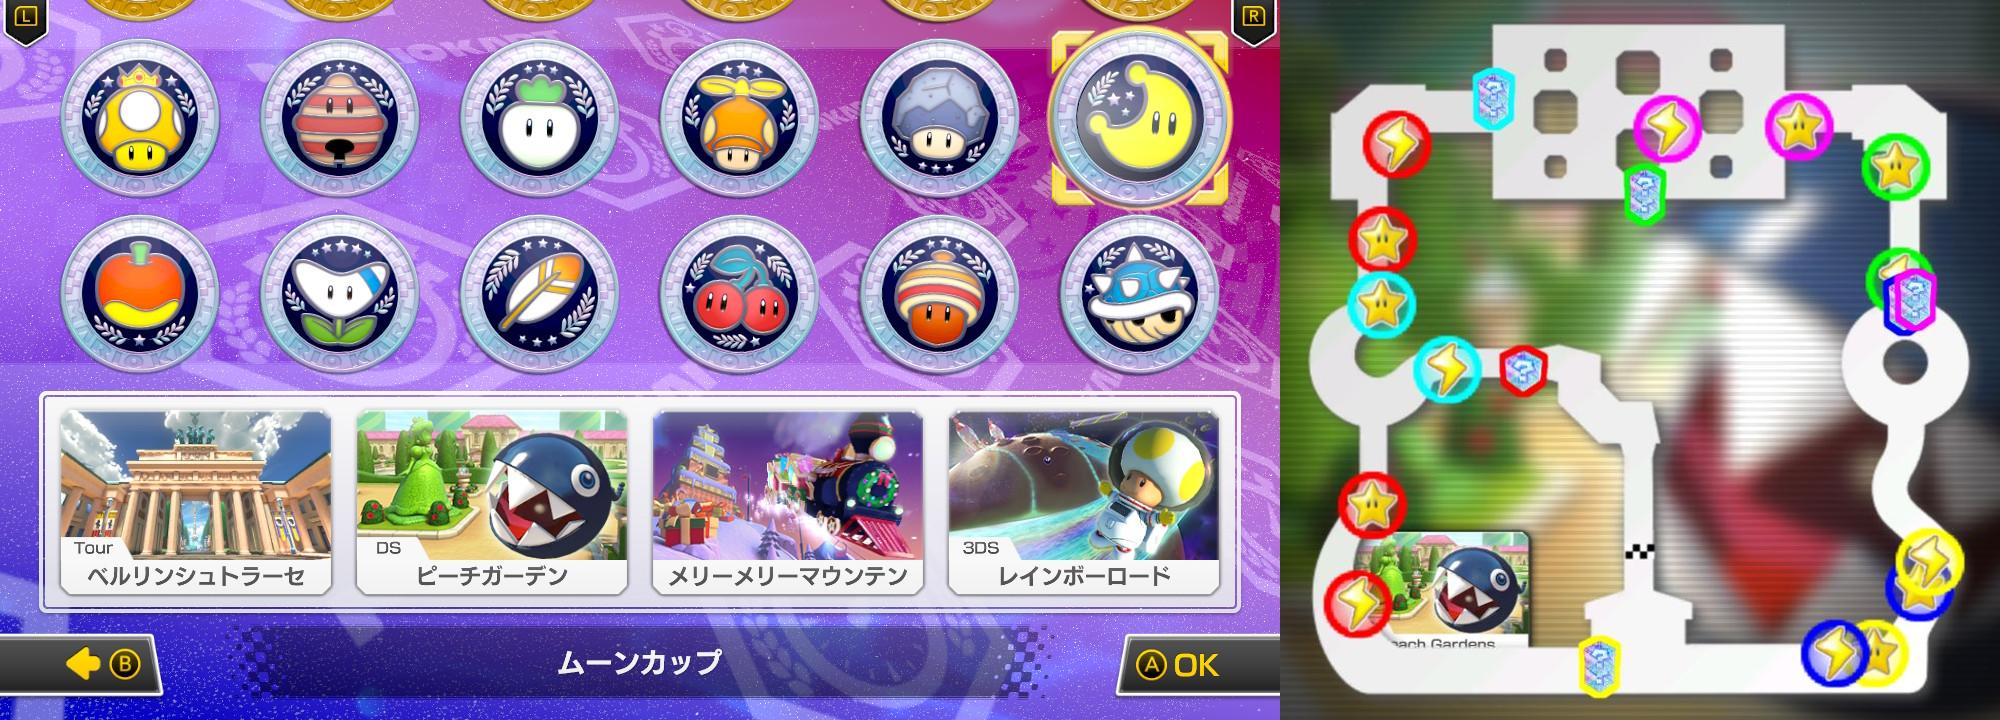 L
R
Tour
ベルリンシュトラーセ
DS
ピーチガーデン
メリーメリーマウンテン
3DS
レインボーロード
B
ムーンカップ
A OK
each Gardens